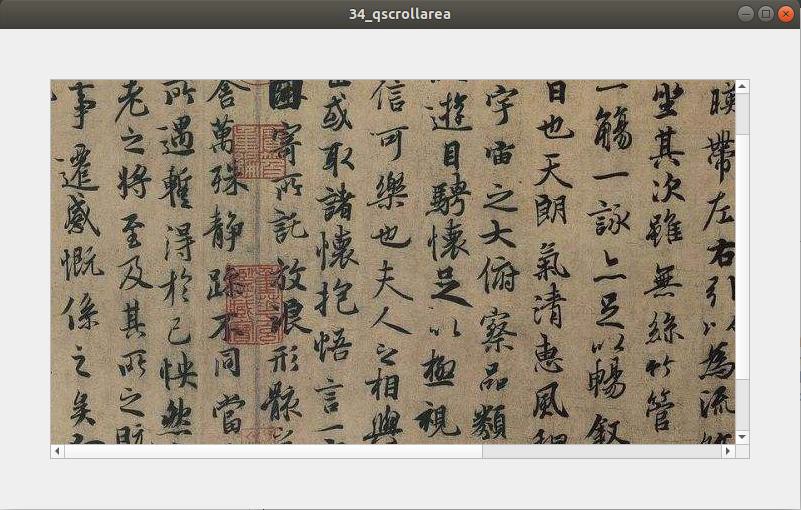 34_qscrollarea
暎帶左右引以為流
坐其次雖無絲竹管
一觴一詠亦足以暢敘
日也天朗氣清惠風和
宇宙之大俯察品類
以遊目騁懷足以極視
信可樂也夫人之相與
或取諸懷抱悟言一
因寄所託放浪形骸
舍萬殊靜躁不同當
所遇暫得於己怏然
老之將至及其所之既
事遷感慨係之矣